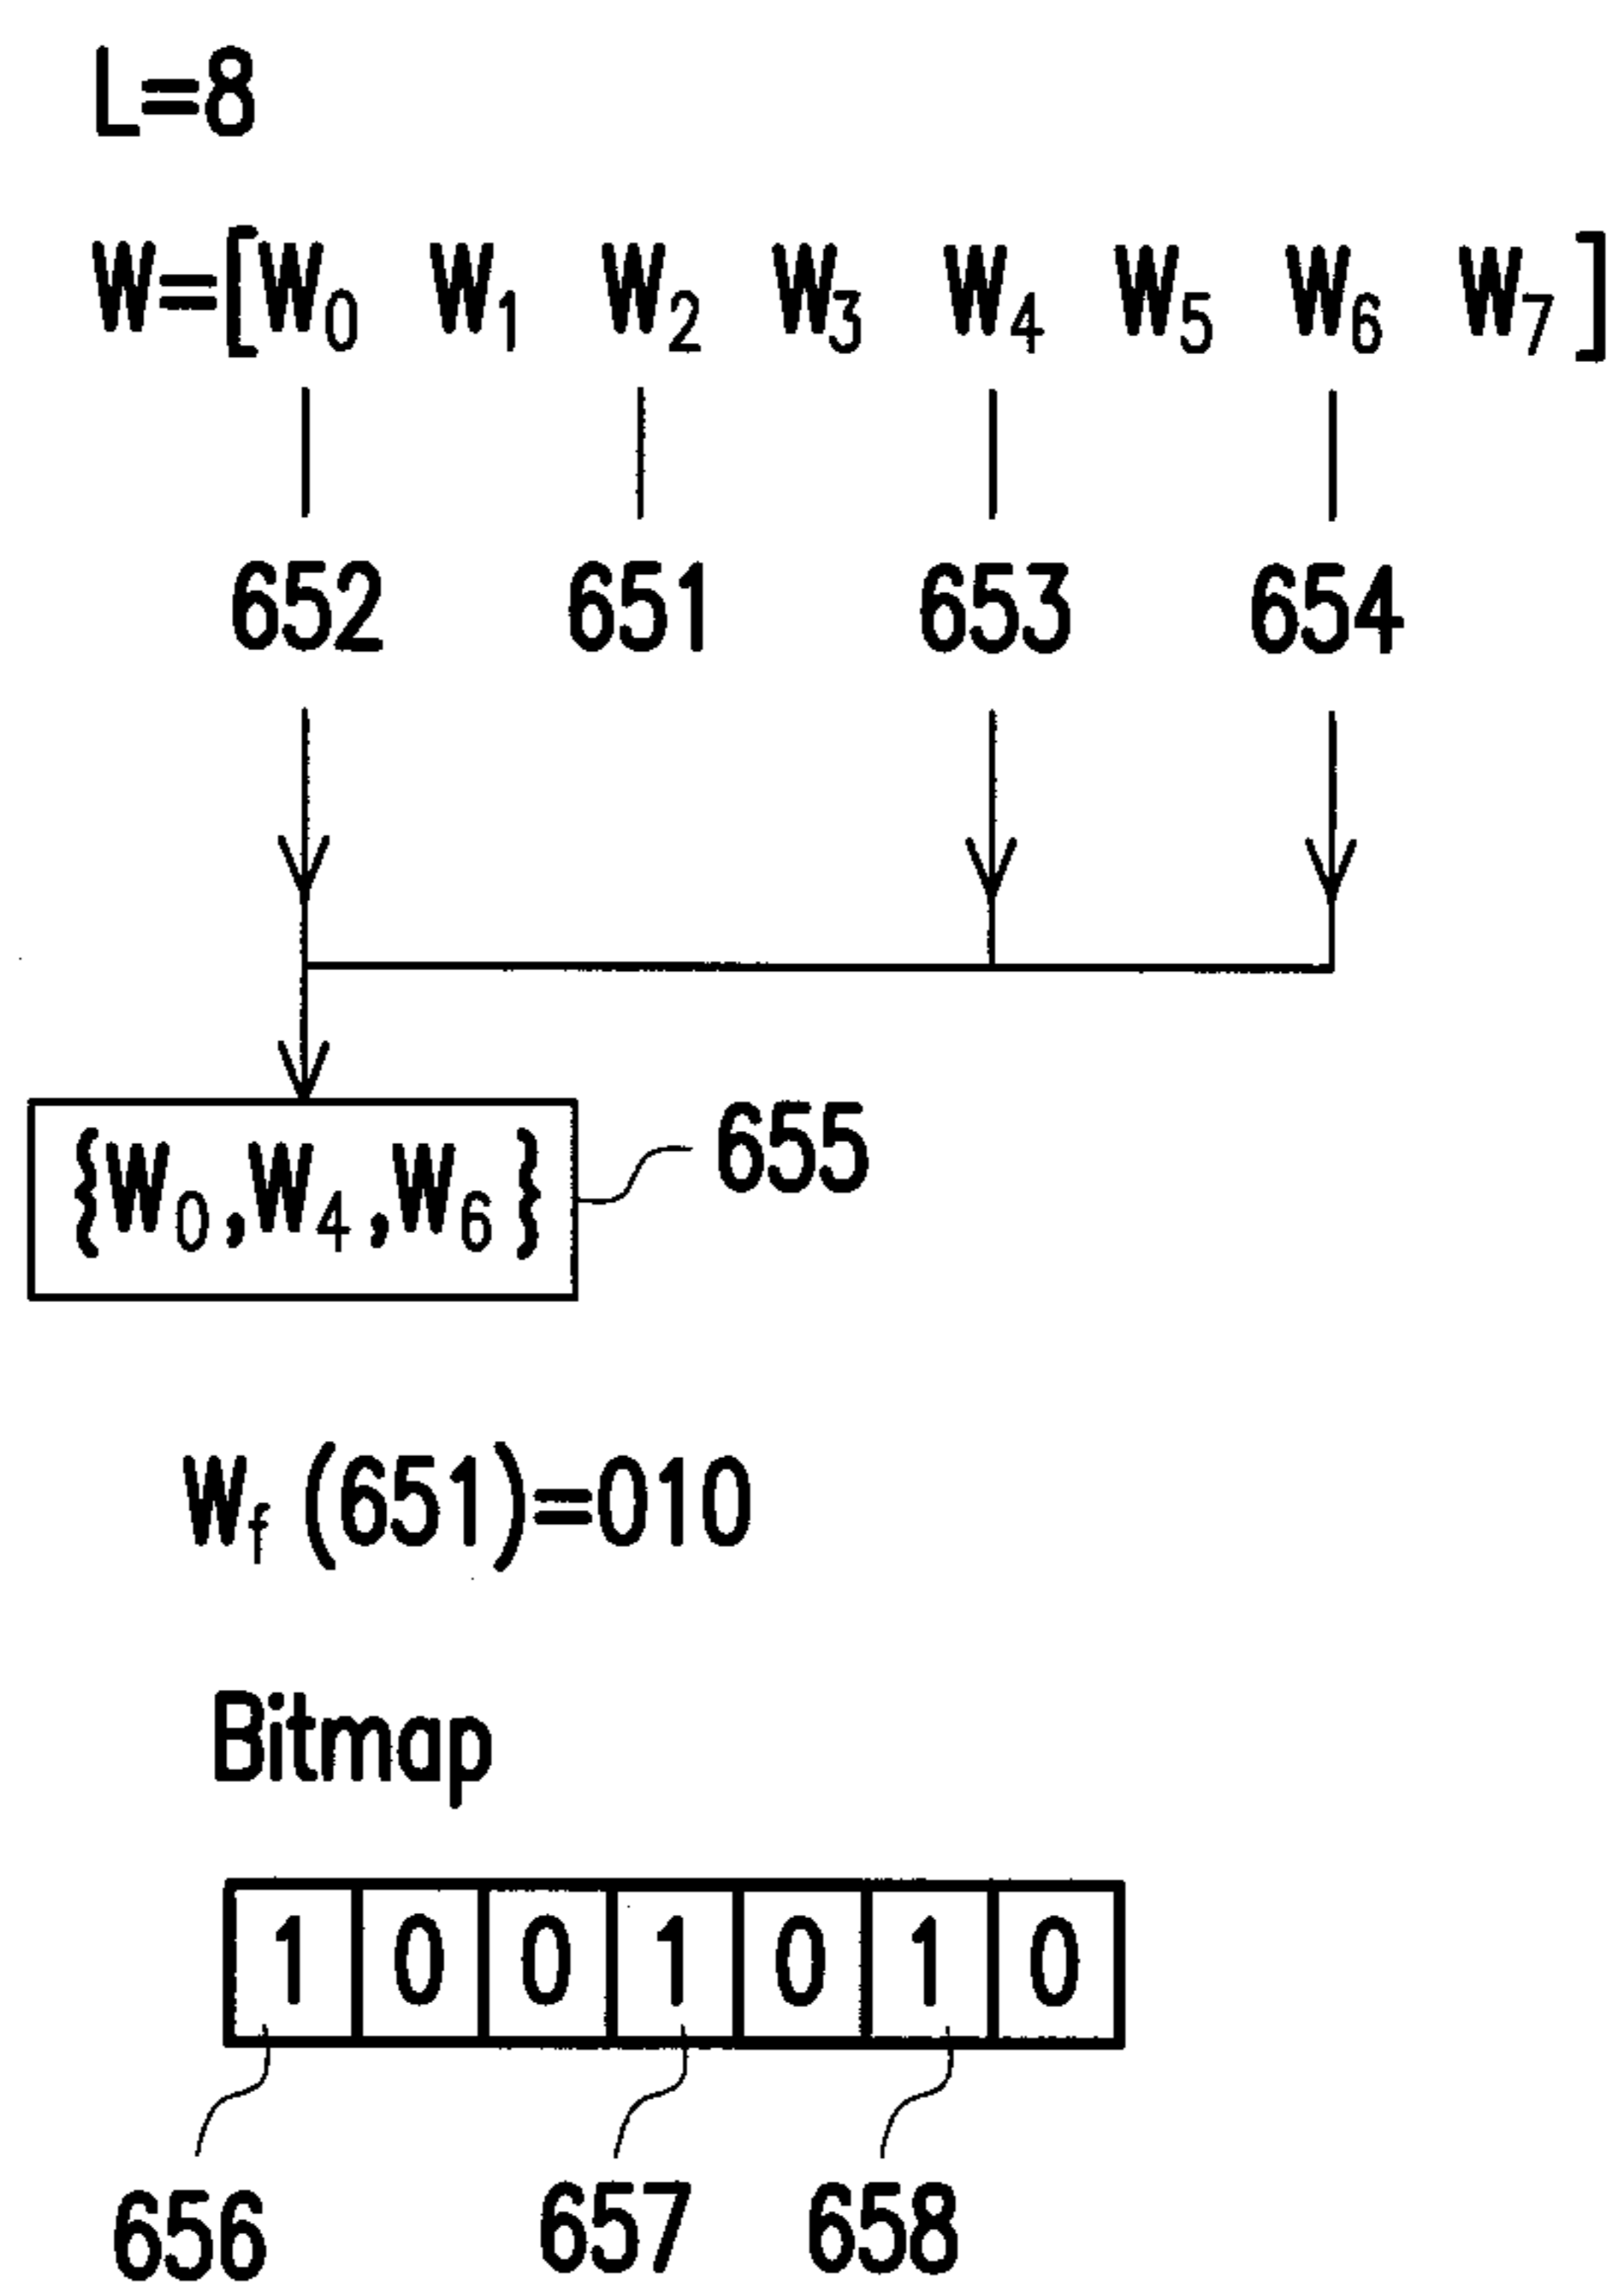 L=8
W=[W0 W1 W2 W3 W4 W5 W6 W7]
652 651 653 654
{W0,W4,W6} 655
Wf (651)=010
Bitmap
1 0 0 1 0 1 0
656 657 658